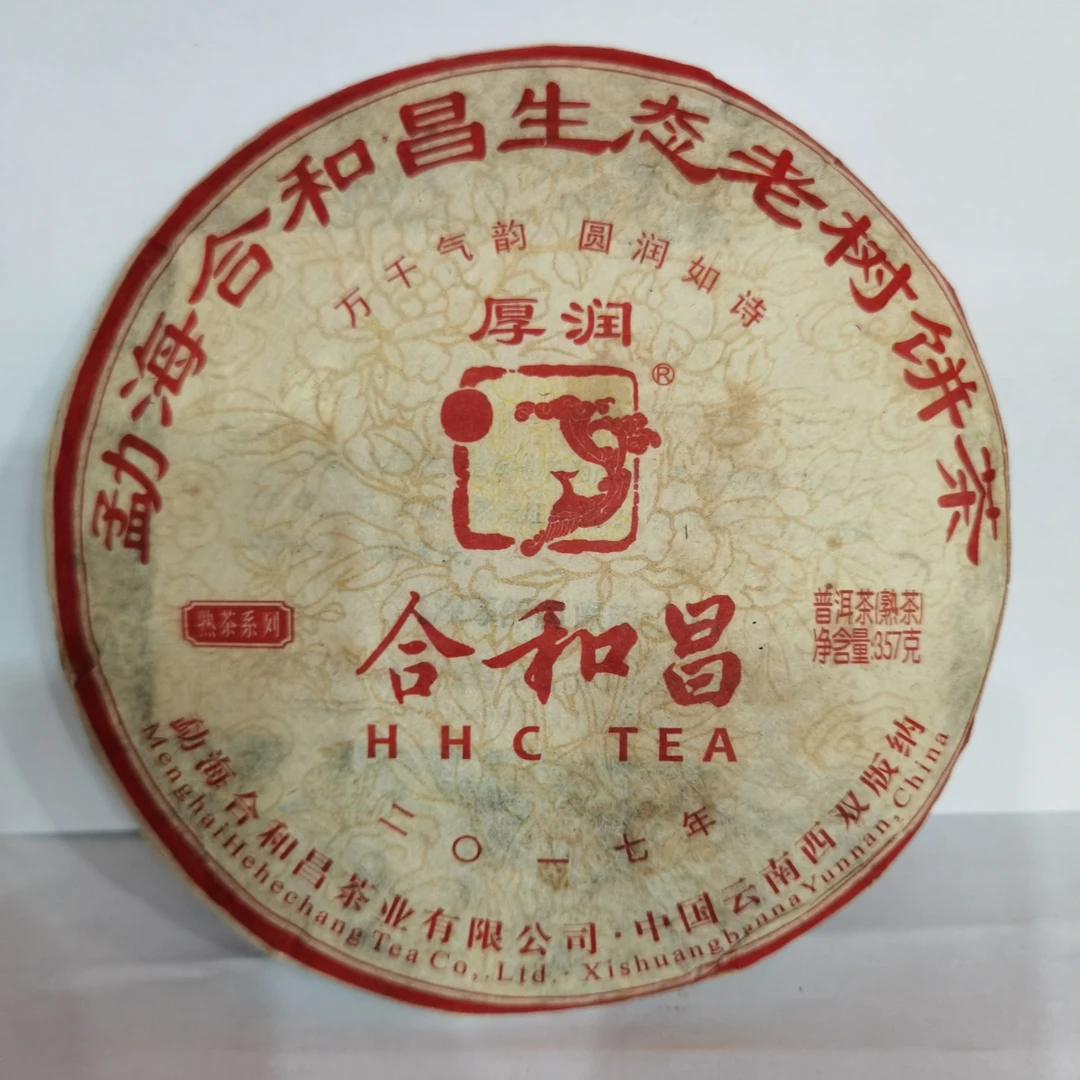 勐海合和昌生态老树饼茶
万千气韵 圆润如诗
厚润
®
合和昌
HHC TEA
熟茶系列
普洱茶(熟茶)
净含量:357克
二〇一七年
勐海合和昌茶业有限公司·中国云南西双版纳
MenghaiHehechang Tea Co,.Ltd. · XishuangbannaYunnan,China